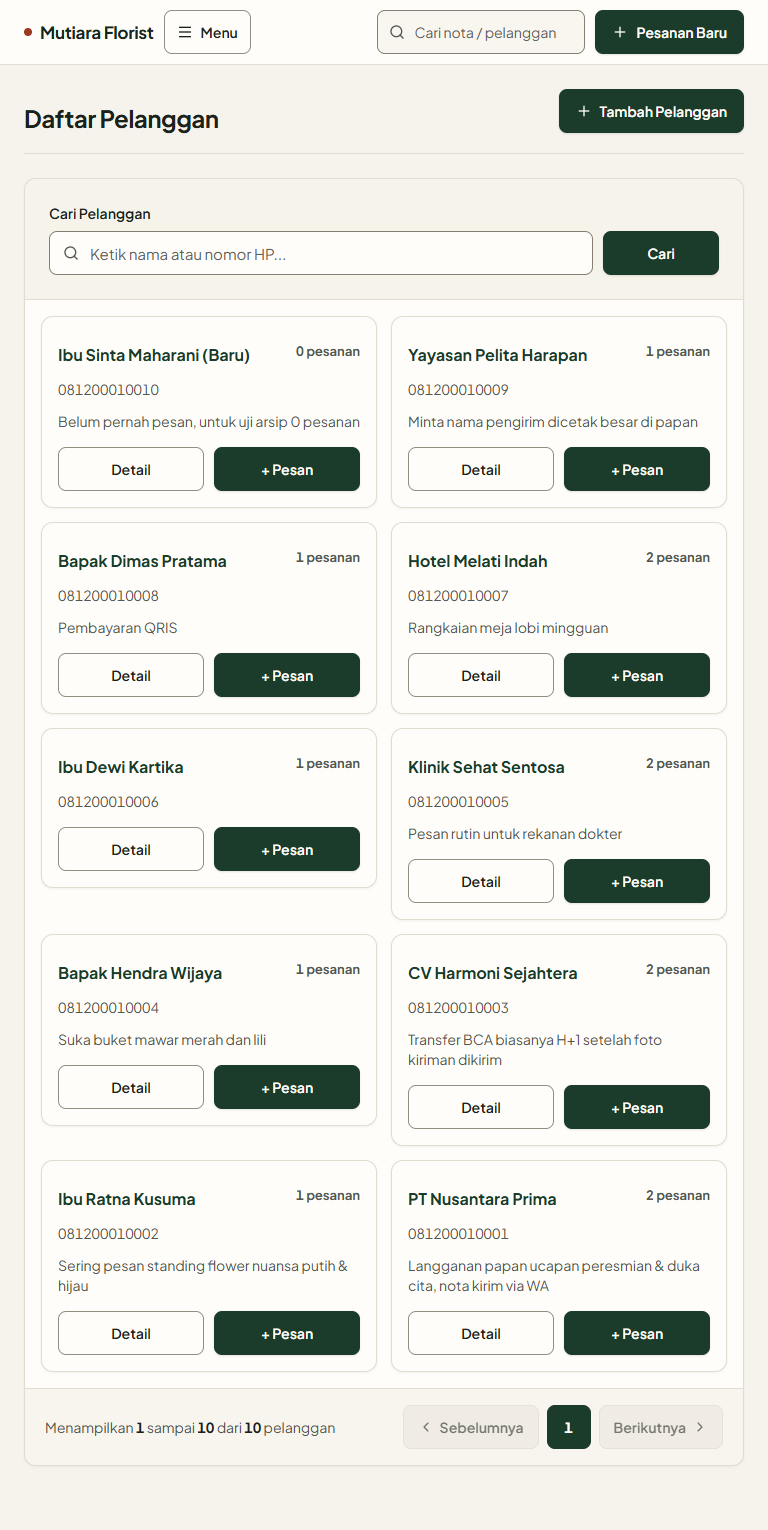 Mutiara Florist
Menu
Cari nota / pelanggan
Pesanan Baru
Daftar Pelanggan
Tambah Pelanggan
Cari Pelanggan
Ketik nama atau nomor HP...
Cari
Ibu Sinta Maharani (Baru)
0 pesanan
081200010010
Belum pernah pesan, untuk uji arsip 0 pesanan
Detail
+ Pesan
Yayasan Pelita Harapan
1 pesanan
081200010009
Minta nama pengirim dicetak besar di papan
Detail
+ Pesan
Bapak Dimas Pratama
1 pesanan
081200010008
Pembayaran QRIS
Detail
+ Pesan
Hotel Melati Indah
2 pesanan
081200010007
Rangkaian meja lobi mingguan
Detail
+ Pesan
Ibu Dewi Kartika
1 pesanan
081200010006
Detail
+ Pesan
Klinik Sehat Sentosa
2 pesanan
081200010005
Pesan rutin untuk rekanan dokter
Detail
+ Pesan
Bapak Hendra Wijaya
1 pesanan
081200010004
Suka buket mawar merah dan lili
Detail
+ Pesan
CV Harmoni Sejahtera
2 pesanan
081200010003
Transfer BCA biasanya H+1 setelah foto
kiriman dikirim
Detail
+ Pesan
Ibu Ratna Kusuma
1 pesanan
081200010002
Sering pesan standing flower nuansa putih &
hijau
Detail
+ Pesan
PT Nusantara Prima
2 pesanan
081200010001
Langganan papan ucapan peresmian & duka
cita, nota kirim via WA
Detail
+ Pesan
Menampilkan 1 sampai 10 dari 10 pelanggan
Sebelumnya
1
Berikutnya